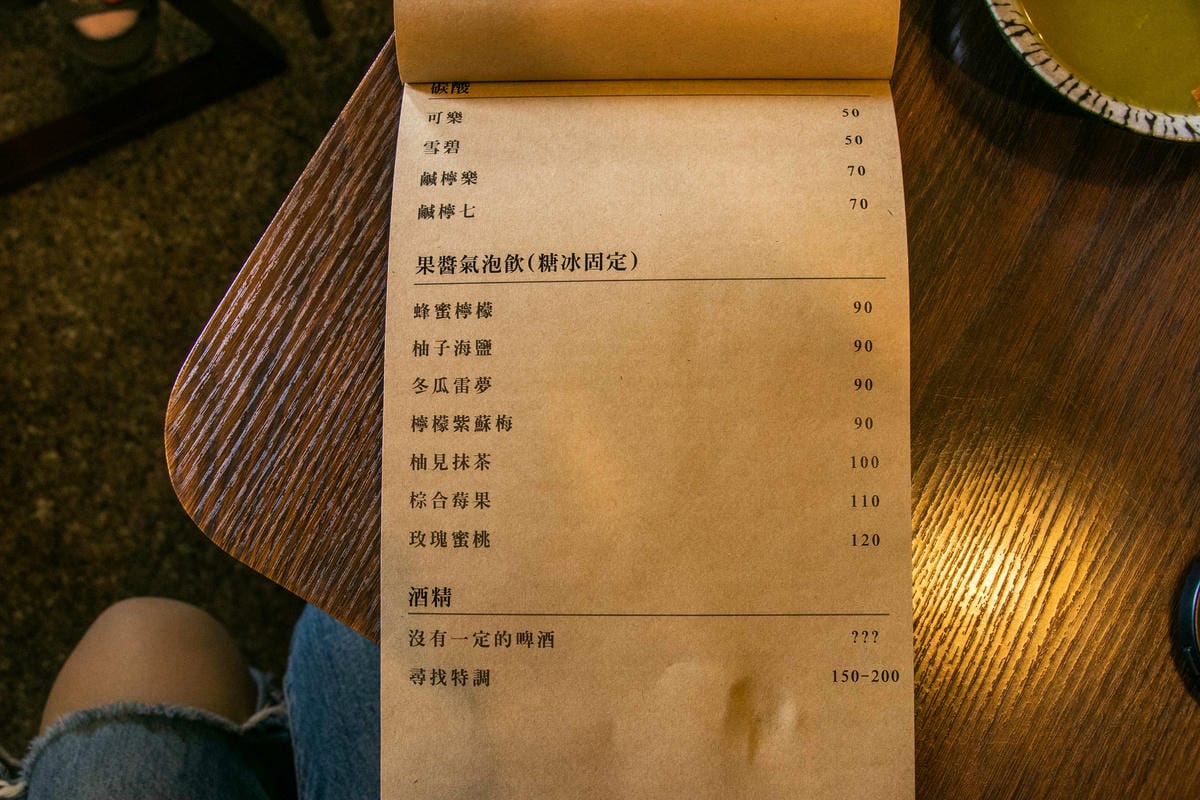 碳酸
可樂 50
雪碧 50
鹹檸樂 70
鹹檸七 70
果醬氣泡飲(糖冰固定)
蜂蜜檸檬 90
柚子海鹽 90
冬瓜雷夢 90
檸檬紫蘇梅 90
柚見抹茶 100
棕合莓果 110
玫瑰蜜桃 120
酒精
沒有一定的啤酒 ???
尋找特調 150-200